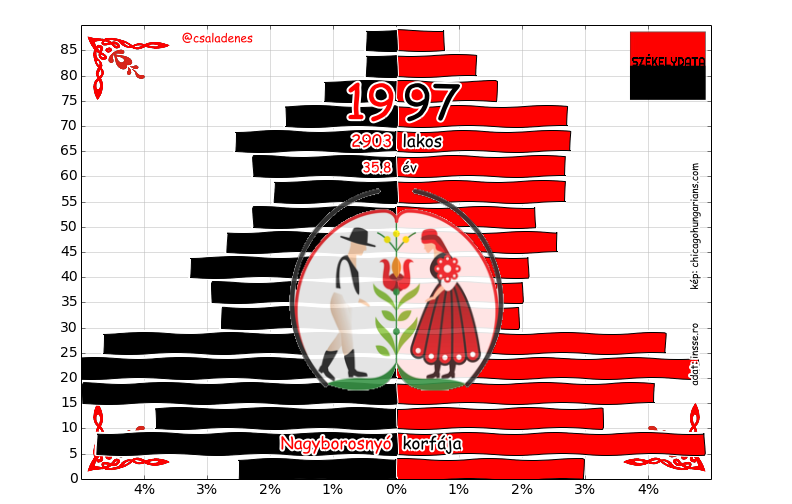 @csaladenes
SZÉKELYDATA
1997
2903 lakos
35.8 év
kép: chicagohungarians.com
adat: insse.ro
Nagyborosnyó korfája
85
80
75
70
65
60
55
50
45
40
35
30
25
20
15
10
5
0
4% 3% 2% 1% 0% 1% 2% 3% 4%